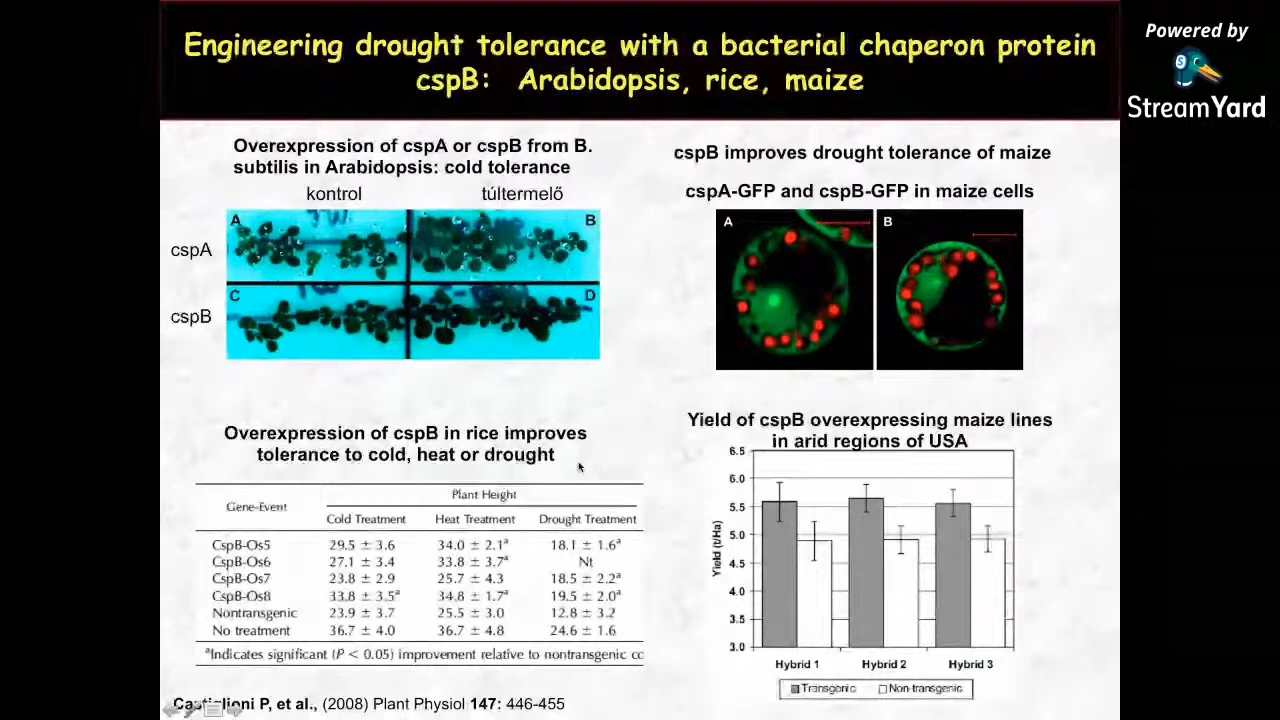 Engineering drought tolerance with a bacterial chaperon protein
cspB: Arabidopsis, rice, maize
Powered by
StreamYard
Overexpression of cspA or cspB from B.
subtilis in Arabidopsis: cold tolerance
kontrol túltermelő
A B
cspA
C D
cspB
cspB improves drought tolerance of maize
cspA-GFP and cspB-GFP in maize cells
A B
Overexpression of cspB in rice improves
tolerance to cold, heat or drought
Plant Height
Gene-Event
Cold Treatment Heat Treatment Drought Treatment
CspB-Os5 29.5 ± 3.6 34.0 ± 2.1ª 18.1 ± 1.6ª
CspB-Os6 27.1 ± 3.4 33.8 ± 3.7ª Nt
CspB-Os7 23.8 ± 2.9 25.7 ± 4.3 18.5 ± 2.2ª
CspB-Os8 33.8 ± 3.5ª 34.8 ± 1.7ª 19.5 ± 2.0ª
Nontransgenic 23.9 ± 3.7 25.5 ± 3.0 12.8 ± 3.2
No treatment 36.7 ± 4.0 36.7 ± 4.8 24.6 ± 1.6
ªIndicates significant (P < 0.05) improvement relative to nontransgenic cc
Yield of cspB overexpressing maize lines
in arid regions of USA
6.5
6.0
5.5
5.0
4.5
4.0
3.5
3.0
Yield (t/Ha)
Hybrid 1 Hybrid 2 Hybrid 3
Transgenic Non-transgenic
Castiglioni P, et al., (2008) Plant Physiol 147: 446-455